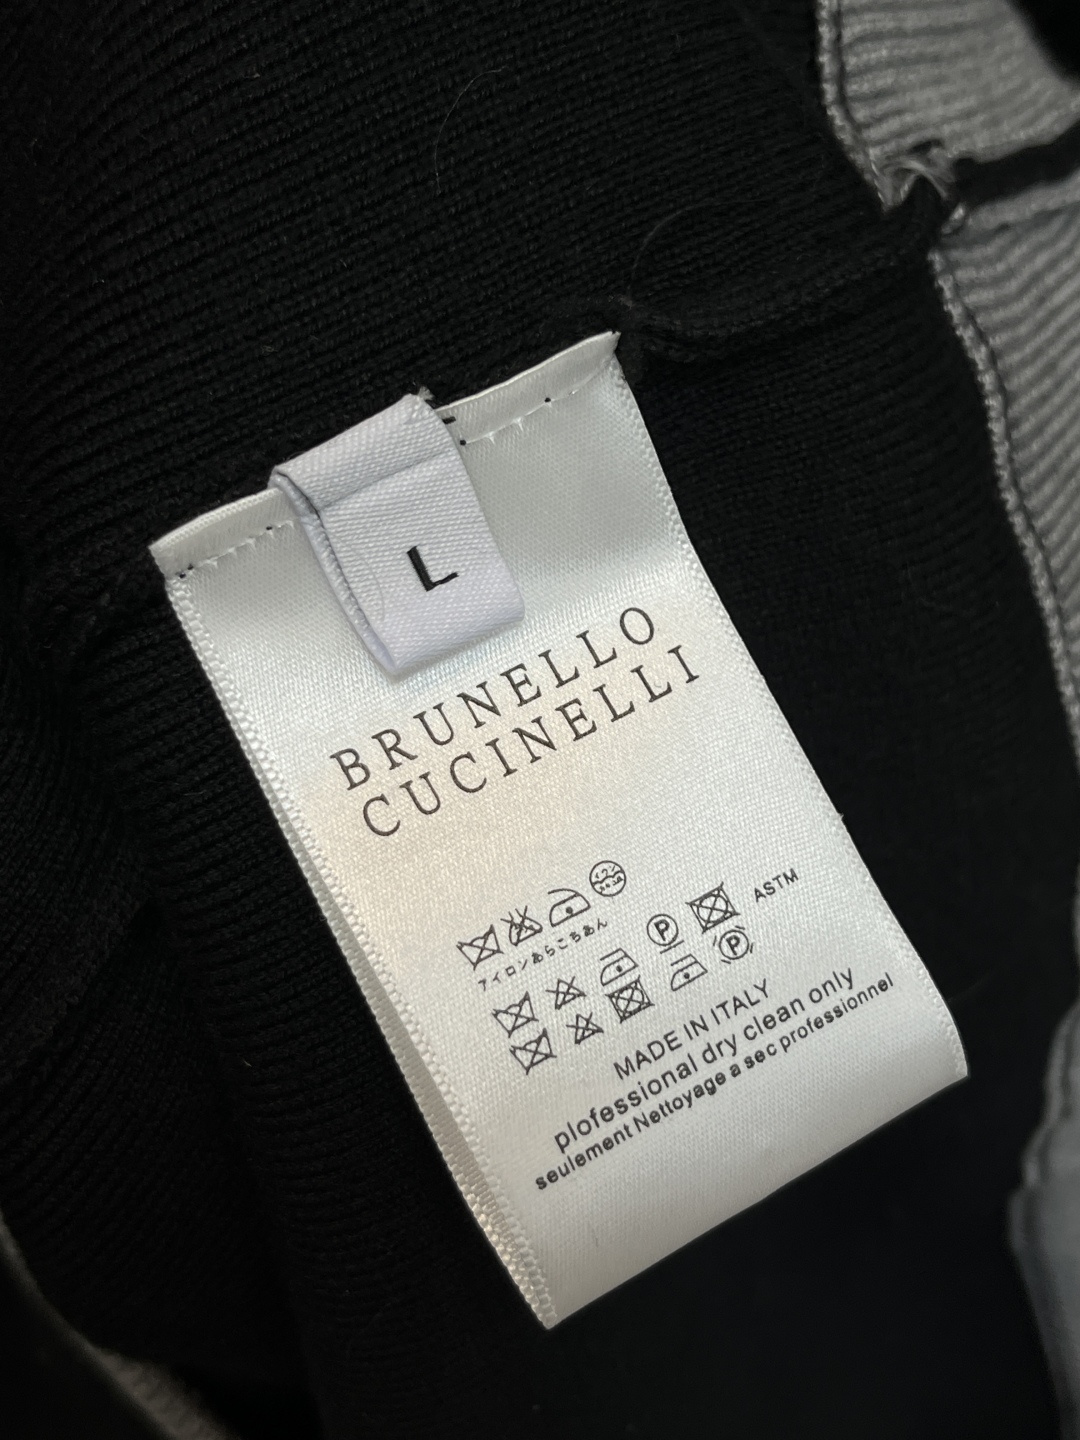 L
BRUNELLO
CUCINELLI
アイロンあらこちあん
P
ASTM
P
MADE IN ITALY
plofessional dry clean only
seulement Nettoyage a sec professionnel